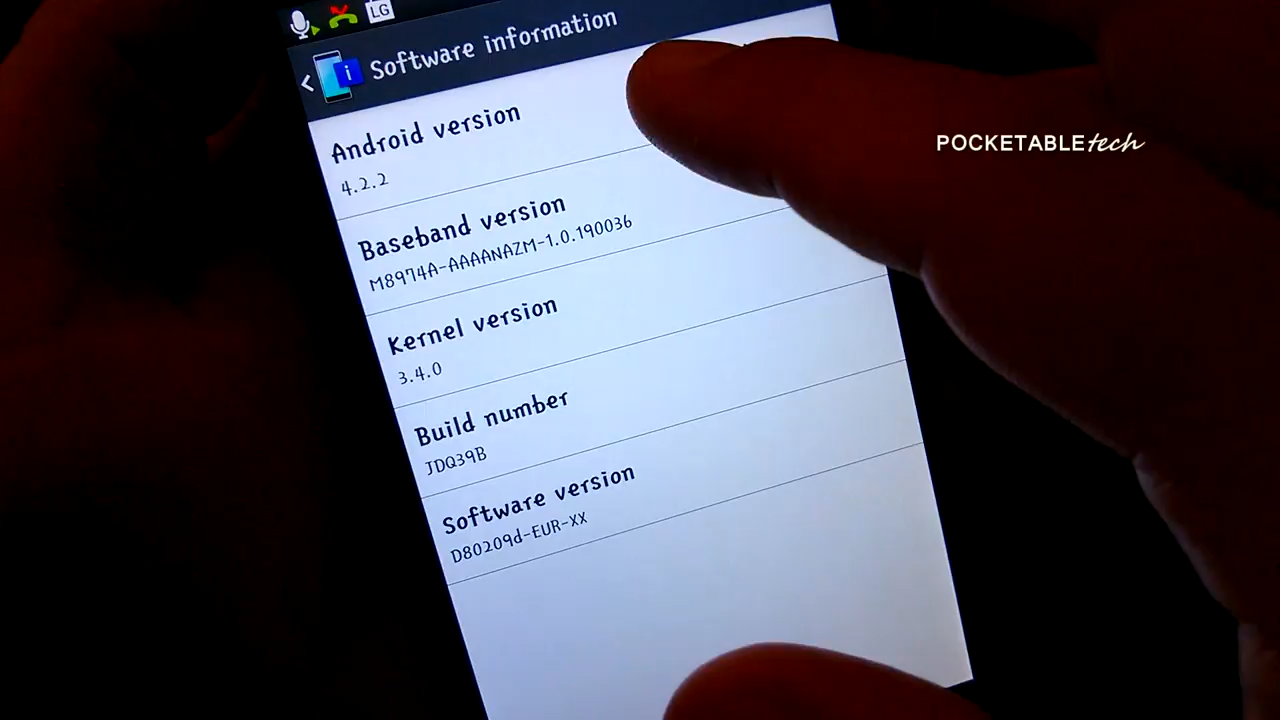 LG
Software information
Android version
4.2.2
POCKETABLEtech
Baseband version
M8974A-AAAANAZM-1.0.190036
Kernel version
3.4.0
Build number
JDQ39B
Software version
D80209d-EUR-XX